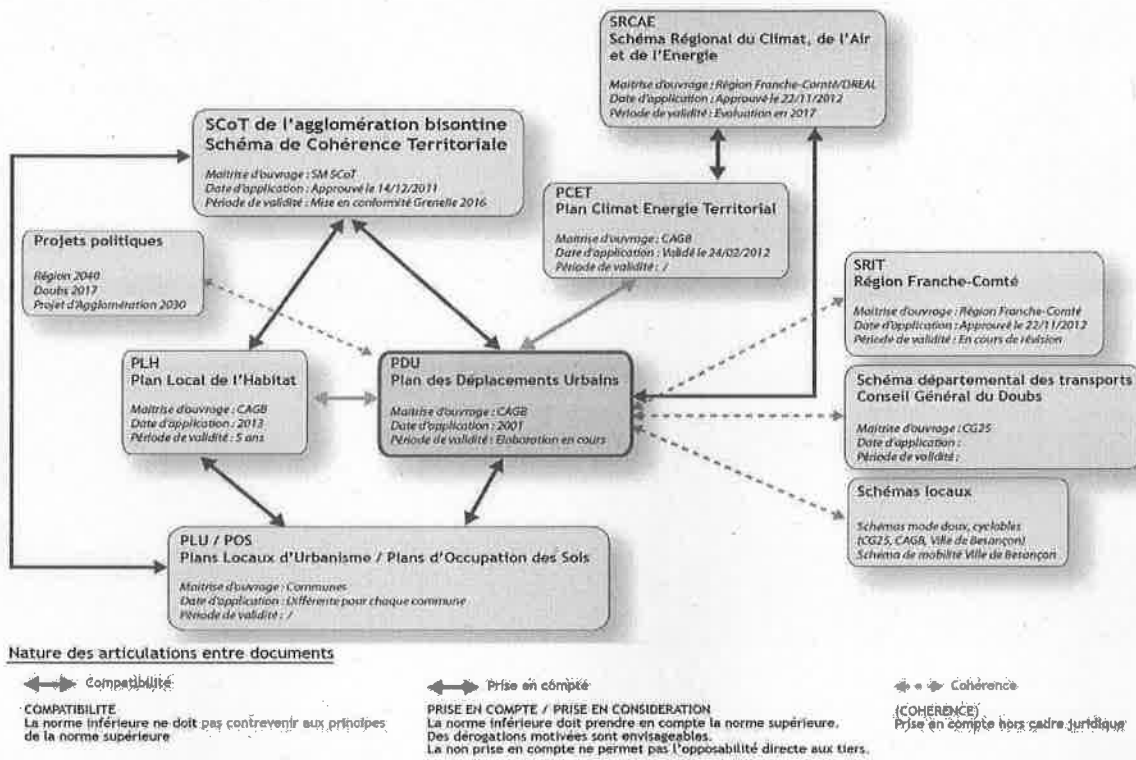 SRCAE
Schéma Régional du Climat, de l'Air
et de l'Energie
Maîtrise d'ouvrage : Région Franche-Comté/DREAL
Date d'application : Approuvé le 22/11/2012
Période de validité : Evaluation en 2017
SCoT de l'agglomération bisontine
Schéma de Cohérence Territoriale
Maîtrise d'ouvrage : SM SCoT
Date d'application : Approuvé le 14/12/2011
Période de validité : Mise en conformité Grenelle 2016
PCET
Plan Climat Energie Territorial
Maîtrise d'ouvrage : CAGB
Date d'application : Validé le 24/02/2012
Période de validité : /
Projets politiques
Région 2040
Doubs 2017
Projet d'Agglomération 2030
SRIT
Région Franche-Comté
Maîtrise d'ouvrage : Région Franche-Comté
Date d'application : Approuvé le 22/11/2012
Période de validité : En cours de révision
PLH
Plan Local de l'Habitat
Maîtrise d'ouvrage : CAGB
Date d'application : 2013
Période de validité : 5 ans
PDU
Plan des Déplacements Urbains
Maîtrise d'ouvrage : CAGB
Date d'application : 2001
Période de validité : Elaboration en cours
Schéma départemental des transports
Conseil Général du Doubs
Maîtrise d'ouvrage : CG25
Date d'application :
Période de validité :
Schémas locaux
Schémas mode doux, cyclables
(CG25, CAGB, Ville de Besançon)
Schéma de mobilité Ville de Besançon
PLU / POS
Plans Locaux d'Urbanisme / Plans d'Occupation des Sols
Maîtrise d'ouvrage : Communes
Date d'application : Différente pour chaque commune
Période de validité : /
Nature des articulations entre documents
Compatibilité
COMPATIBILITE
La norme inférieure ne doit pas contrevenir aux principes
de la norme supérieure
Prise en compte
PRISE EN COMPTE / PRISE EN CONSIDERATION
La norme inférieure doit prendre en compte la norme supérieure.
Des dérogations motivées sont envisageables.
La non prise en compte ne permet pas l'opposabilité directe aux tiers.
Cohérence
(COHERENCE)
Prise en compte hors cadre juridique